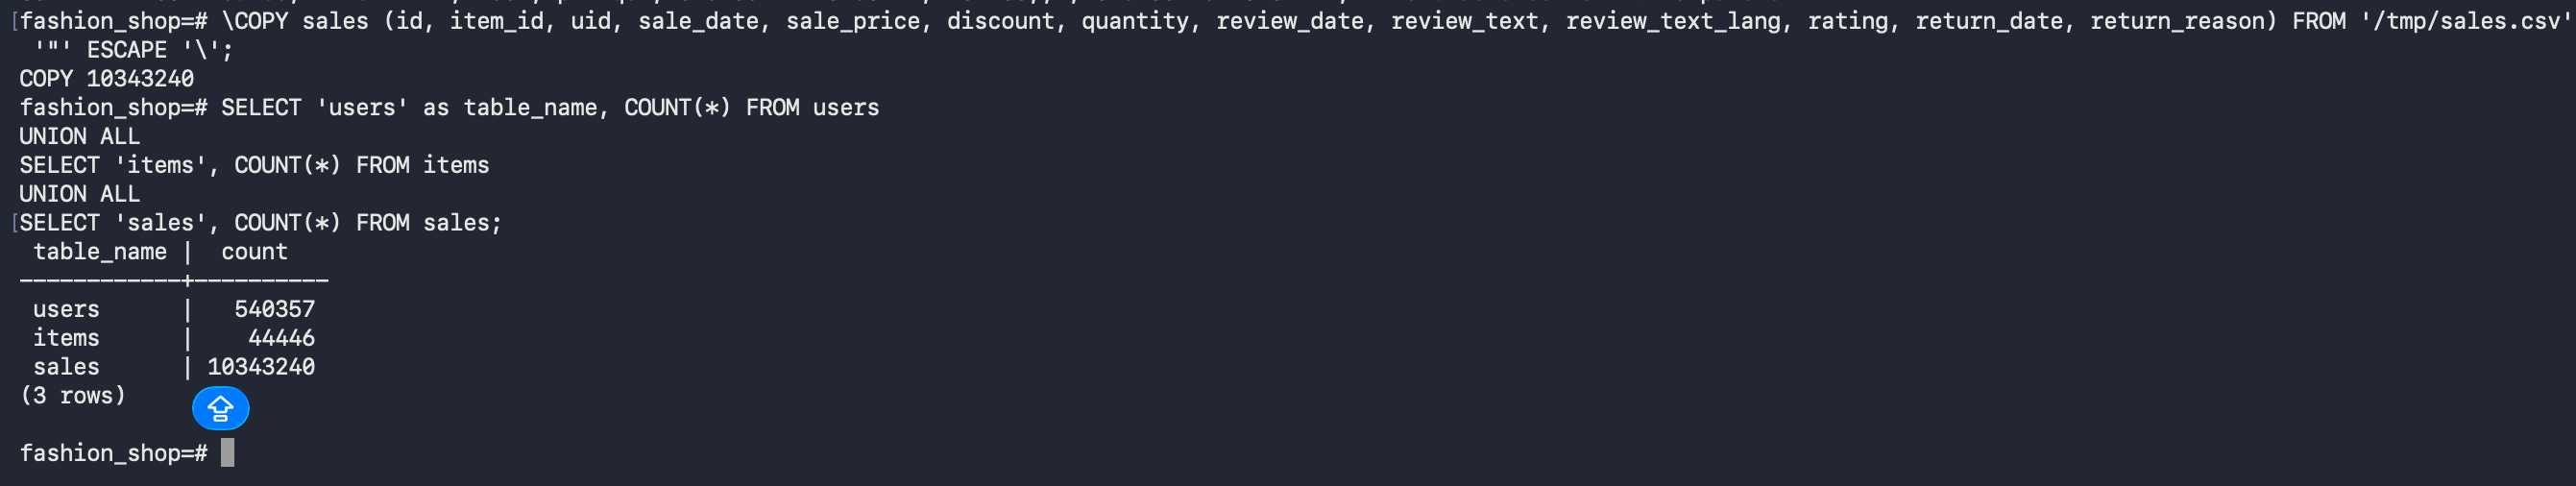 [fashion_shop=# \COPY sales (id, item_id, uid, sale_date, sale_price, discount, quantity, review_date, review_text, review_text_lang, rating, return_date, return_reason) FROM '/tmp/sales.csv'
'"' ESCAPE '\';
COPY 10343240
fashion_shop=# SELECT 'users' as table_name, COUNT(*) FROM users
UNION ALL
SELECT 'items', COUNT(*) FROM items
UNION ALL
[SELECT 'sales', COUNT(*) FROM sales;
table_name | count
------------+----------
users | 540357
items | 44446
sales | 10343240
(3 rows)
fashion_shop=#